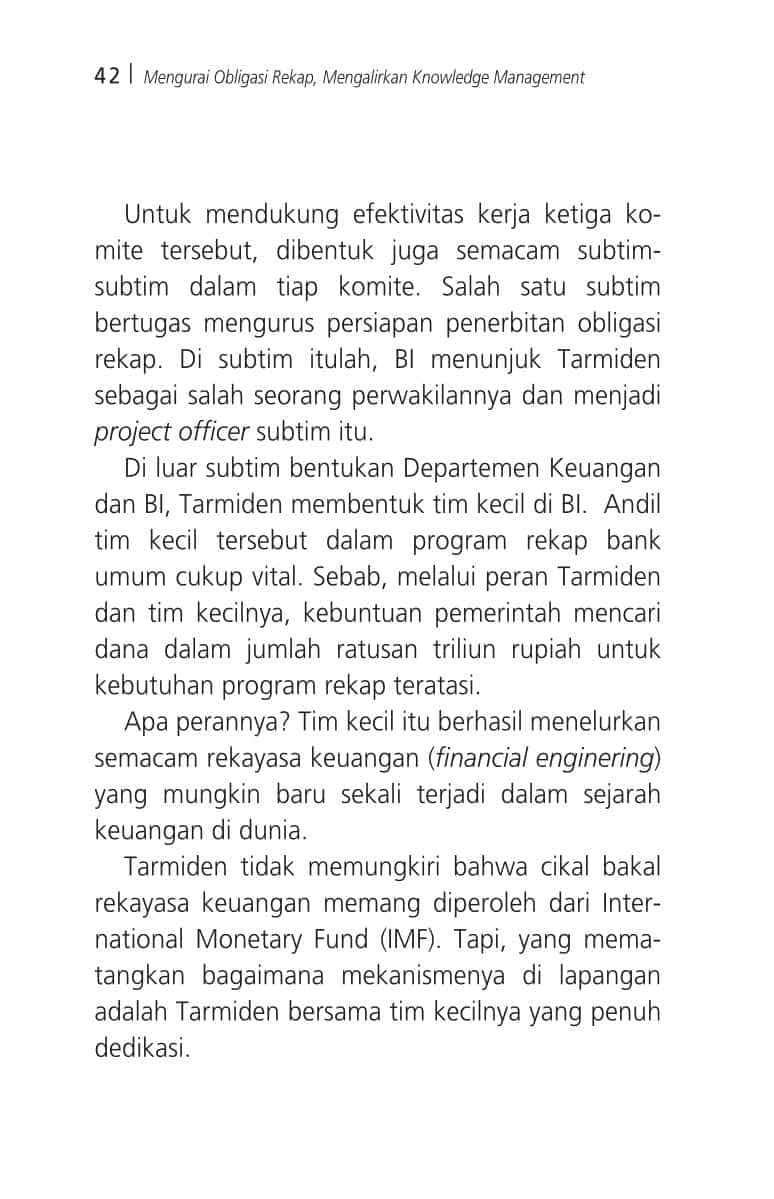 42 | Mengurai Obligasi Rekap, Mengalirkan Knowledge Management
Untuk mendukung efektivitas kerja ketiga ko-
mite tersebut, dibentuk juga semacam subtim-
subtim dalam tiap komite. Salah satu subtim
bertugas mengurus persiapan penerbitan obligasi
rekap. Di subtim itulah, BI menunjuk Tarmiden
sebagai salah seorang perwakilannya dan menjadi
project officer subtim itu.
Di luar subtim bentukan Departemen Keuangan
dan BI, Tarmiden membentuk tim kecil di BI.  Andil
tim kecil tersebut dalam program rekap bank
umum cukup vital. Sebab, melalui peran Tarmiden
dan tim kecilnya, kebuntuan pemerintah mencari
dana dalam jumlah ratusan triliun rupiah untuk
kebutuhan program rekap teratasi.
Apa perannya? Tim kecil itu berhasil menelurkan
semacam rekayasa keuangan (financial enginering)
yang mungkin baru sekali terjadi dalam sejarah
keuangan di dunia.
Tarmiden tidak memungkiri bahwa cikal bakal
rekayasa keuangan memang diperoleh dari Inter-
national Monetary Fund (IMF). Tapi, yang mema-
tangkan bagaimana mekanismenya di lapangan
adalah Tarmiden bersama tim kecilnya yang penuh
dedikasi.